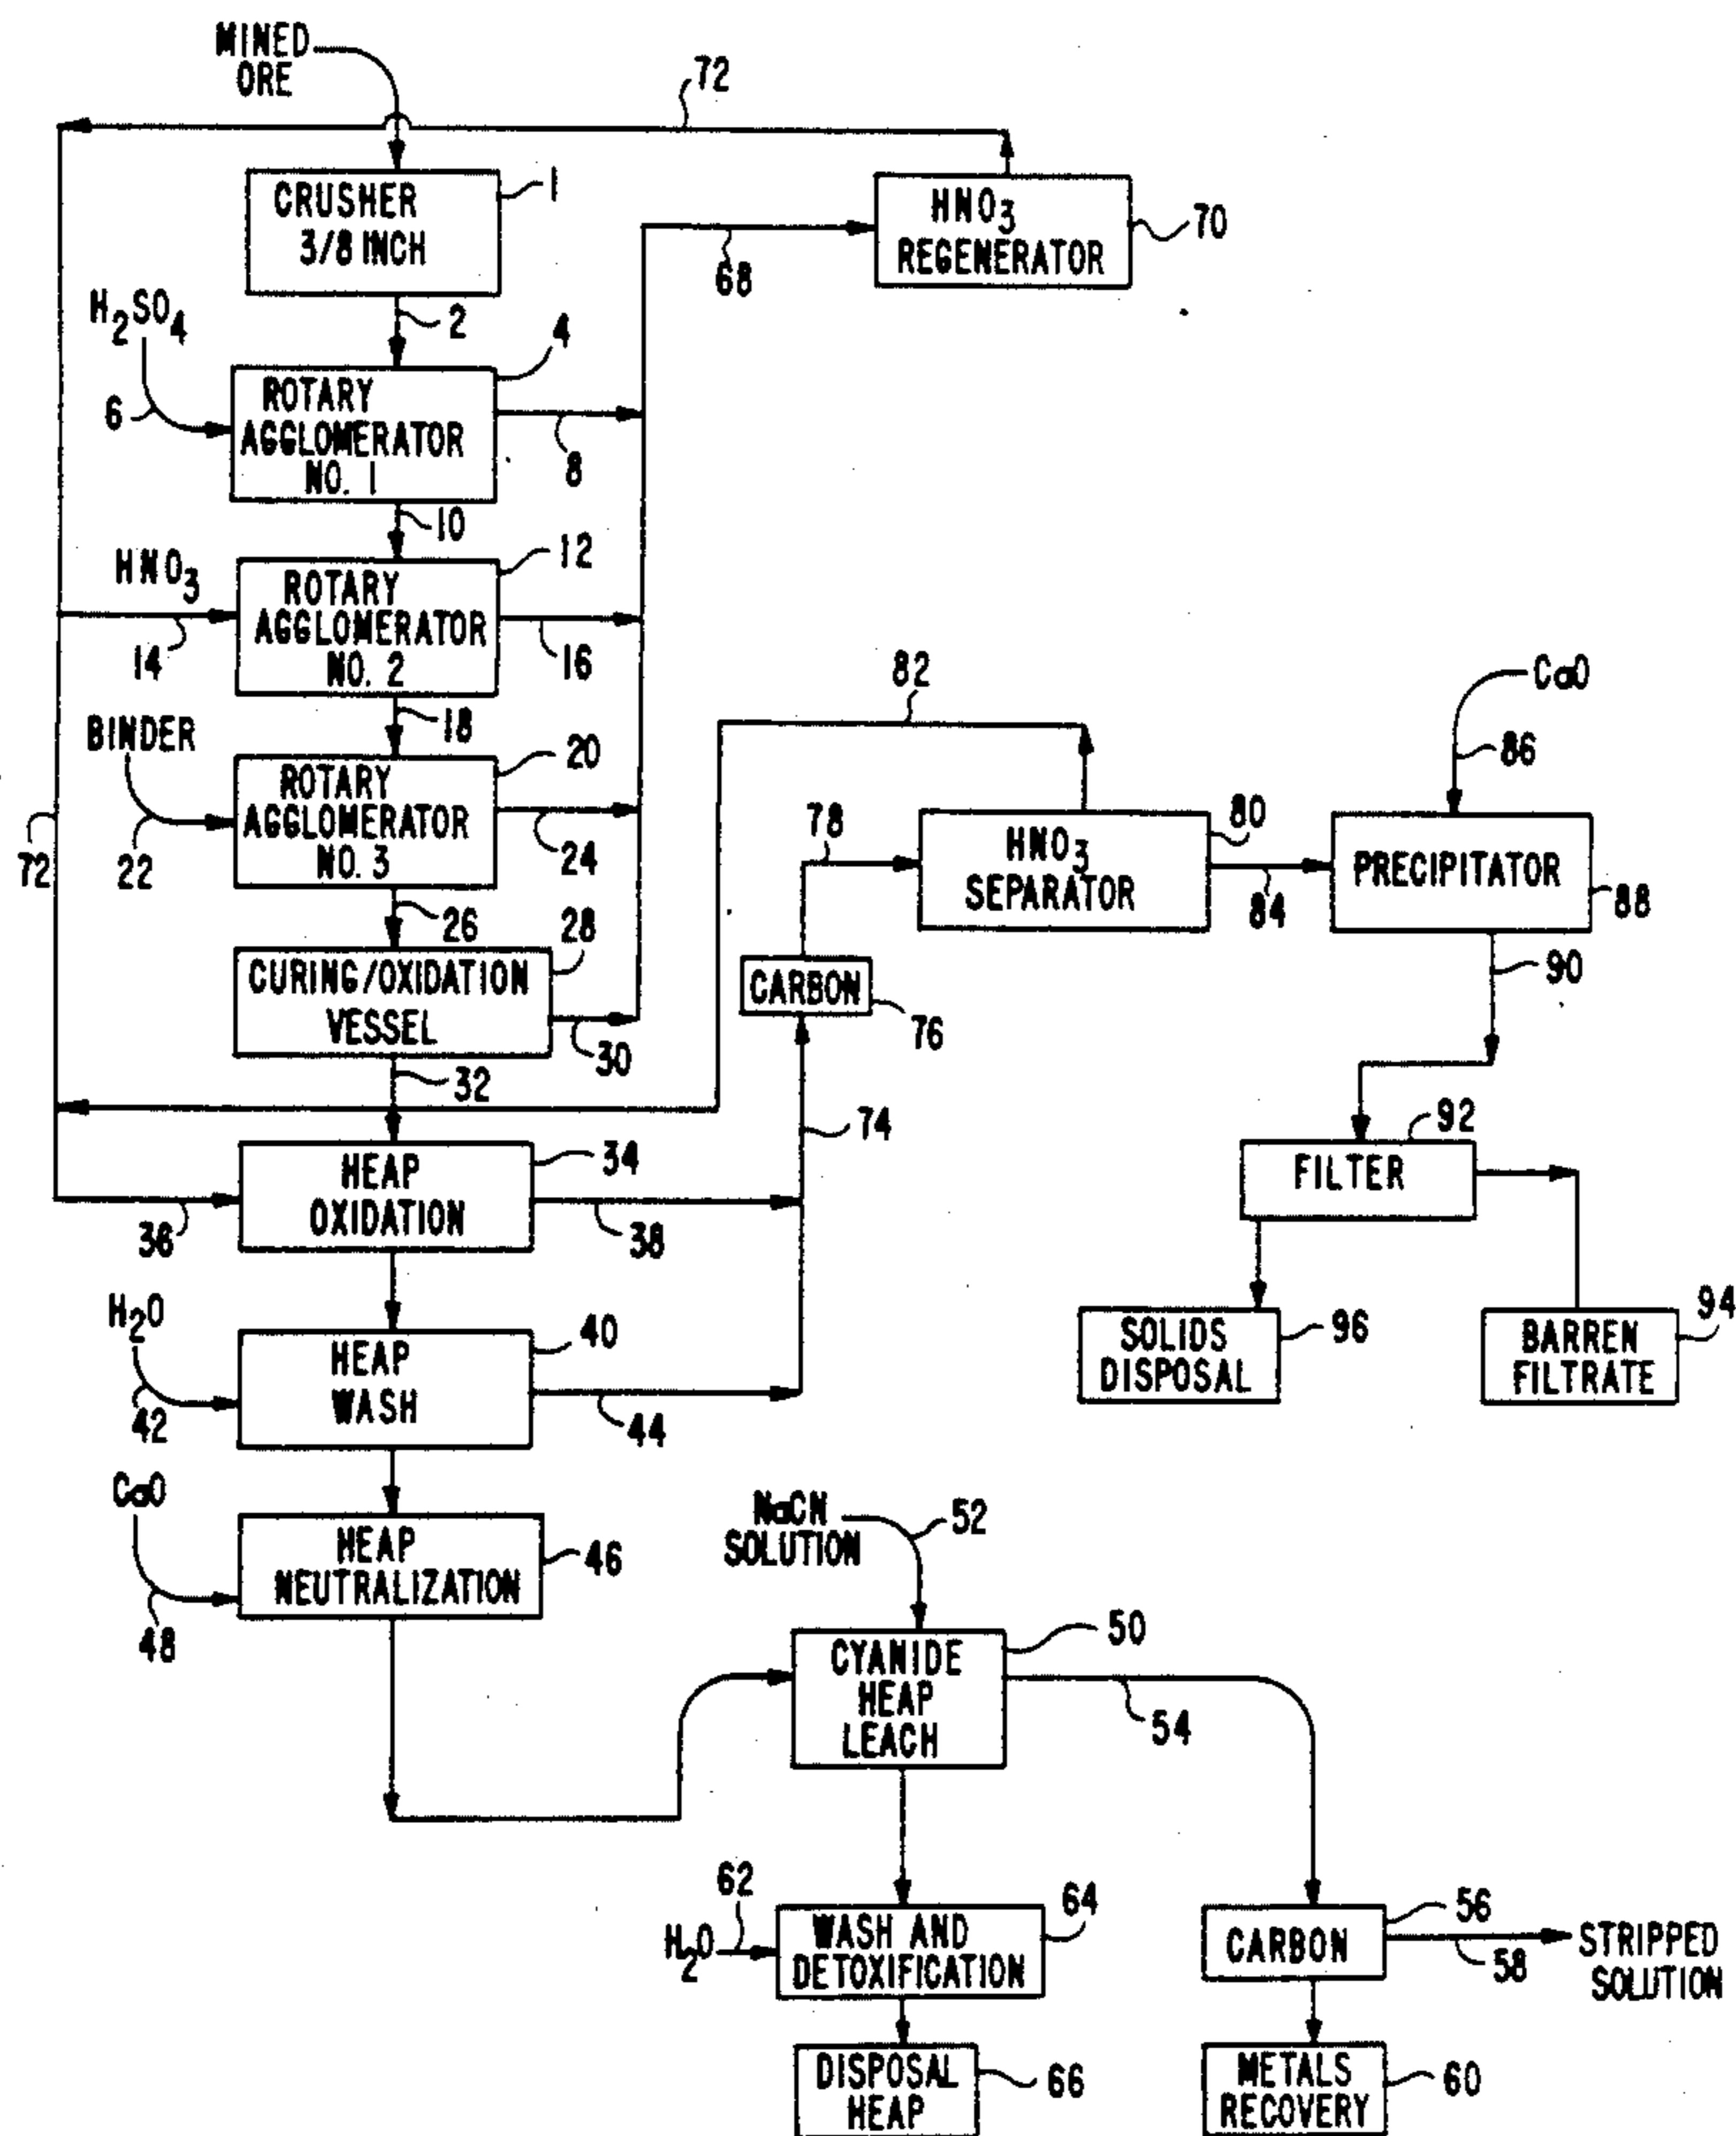 MINED
ORE
72
CRUSHER
3/8 INCH
1
HNO3
REGENERATOR
70
68
2
H2SO4
6
4
ROTARY
AGGLOMERATOR
NO. 1
8
10
HNO3
14
12
ROTARY
AGGLOMERATOR
NO. 2
16
18
BINDER
22
72
20
ROTARY
AGGLOMERATOR
NO. 3
24
26
28
CURING/OXIDATION
VESSEL
30
32
82
CaO
86
78
HNO3
SEPARATOR
80
84
PRECIPITATOR
88
CARBON
76
90
74
92
FILTER
34
HEAP
OXIDATION
36
38
SOLIDS
DISPOSAL
96
BARREN
FILTRATE
94
H2O
42
40
HEAP
WASH
44
CaO
48
HEAP
NEUTRALIZATION
46
NaCN
SOLUTION
52
CYANIDE
HEAP
LEACH
50
54
62
H2O
WASH AND
DETOXIFICATION
64
CARBON
56
58
STRIPPED
SOLUTION
DISPOSAL
HEAP
66
METALS
RECOVERY
60